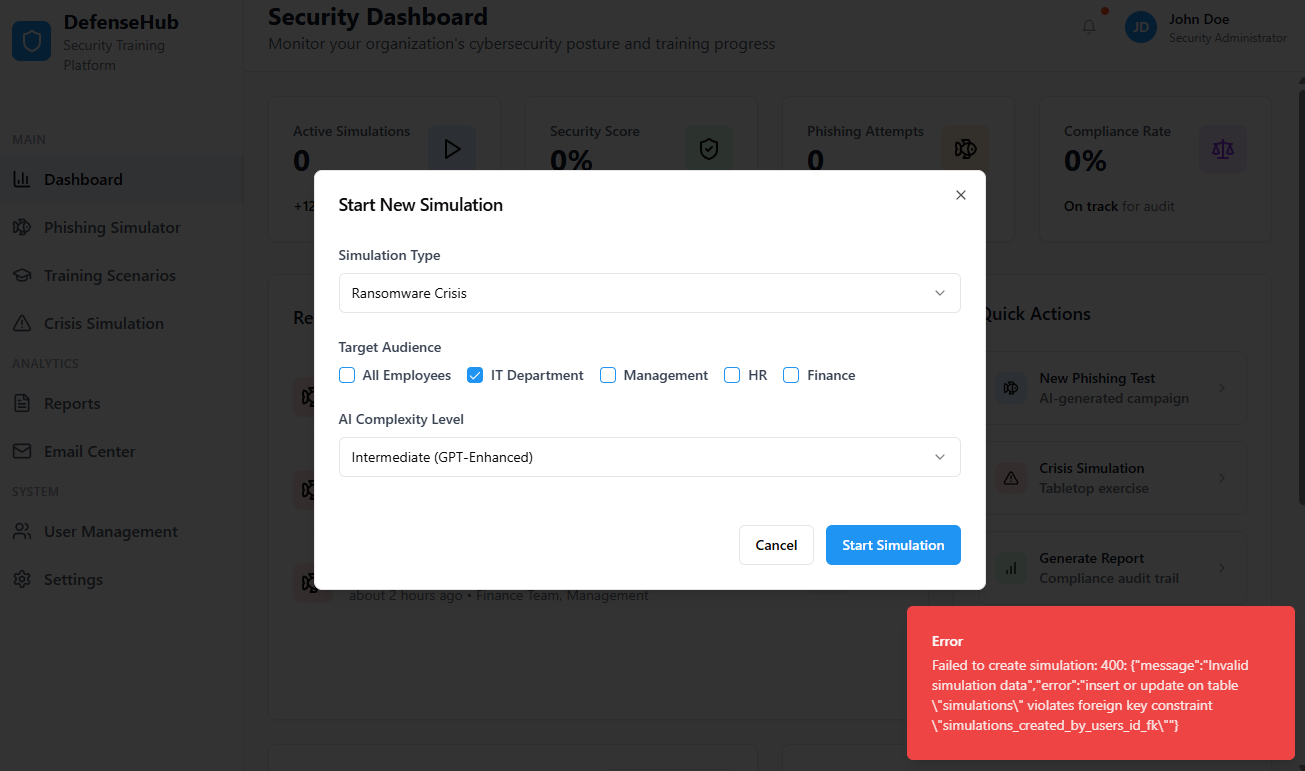 DefenseHub
Security Training
Platform
MAIN
Dashboard
Phishing Simulator
Training Scenarios
Crisis Simulation
ANALYTICS
Reports
Email Center
SYSTEM
User Management
Settings
Security Dashboard
Monitor your organization's cybersecurity posture and training progress
JD
John Doe
Security Administrator
Active Simulations
0
+12
Security Score
0%
Phishing Attempts
0
Compliance Rate
0%
On track for audit
Start New Simulation
Simulation Type
Ransomware Crisis
Target Audience
All Employees IT Department Management HR Finance
AI Complexity Level
Intermediate (GPT-Enhanced)
Cancel Start Simulation
about 2 hours ago • Finance Team, Management
Quick Actions
New Phishing Test
AI-generated campaign
Crisis Simulation
Tabletop exercise
Generate Report
Compliance audit trail
Error
Failed to create simulation: 400: {"message":"Invalid
simulation data","error":"insert or update on table
\"simulations\" violates foreign key constraint
\"simulations_created_by_users_id_fk\""}